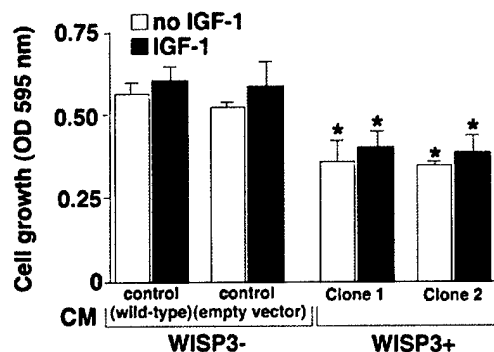 no IGF-1
IGF-1
Cell growth (OD 595 nm)
0.75
0.50
0.25
0
* * * *
control control Clone 1 Clone 2
(wild-type) (empty vector)
CM
WISP3- WISP3+